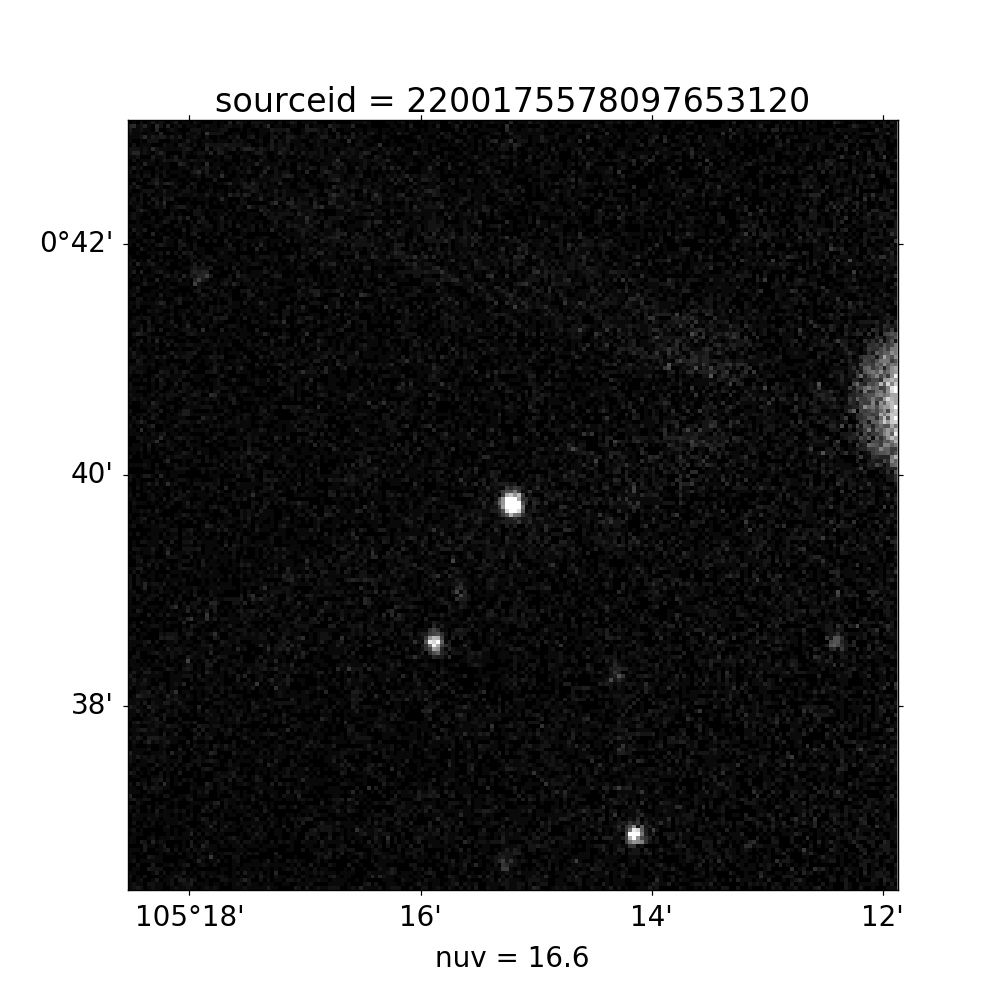 sourceid = 2200175578097653120
0°42'
40'
38'
105°18' 16' 14' 12'
nuv = 16.6